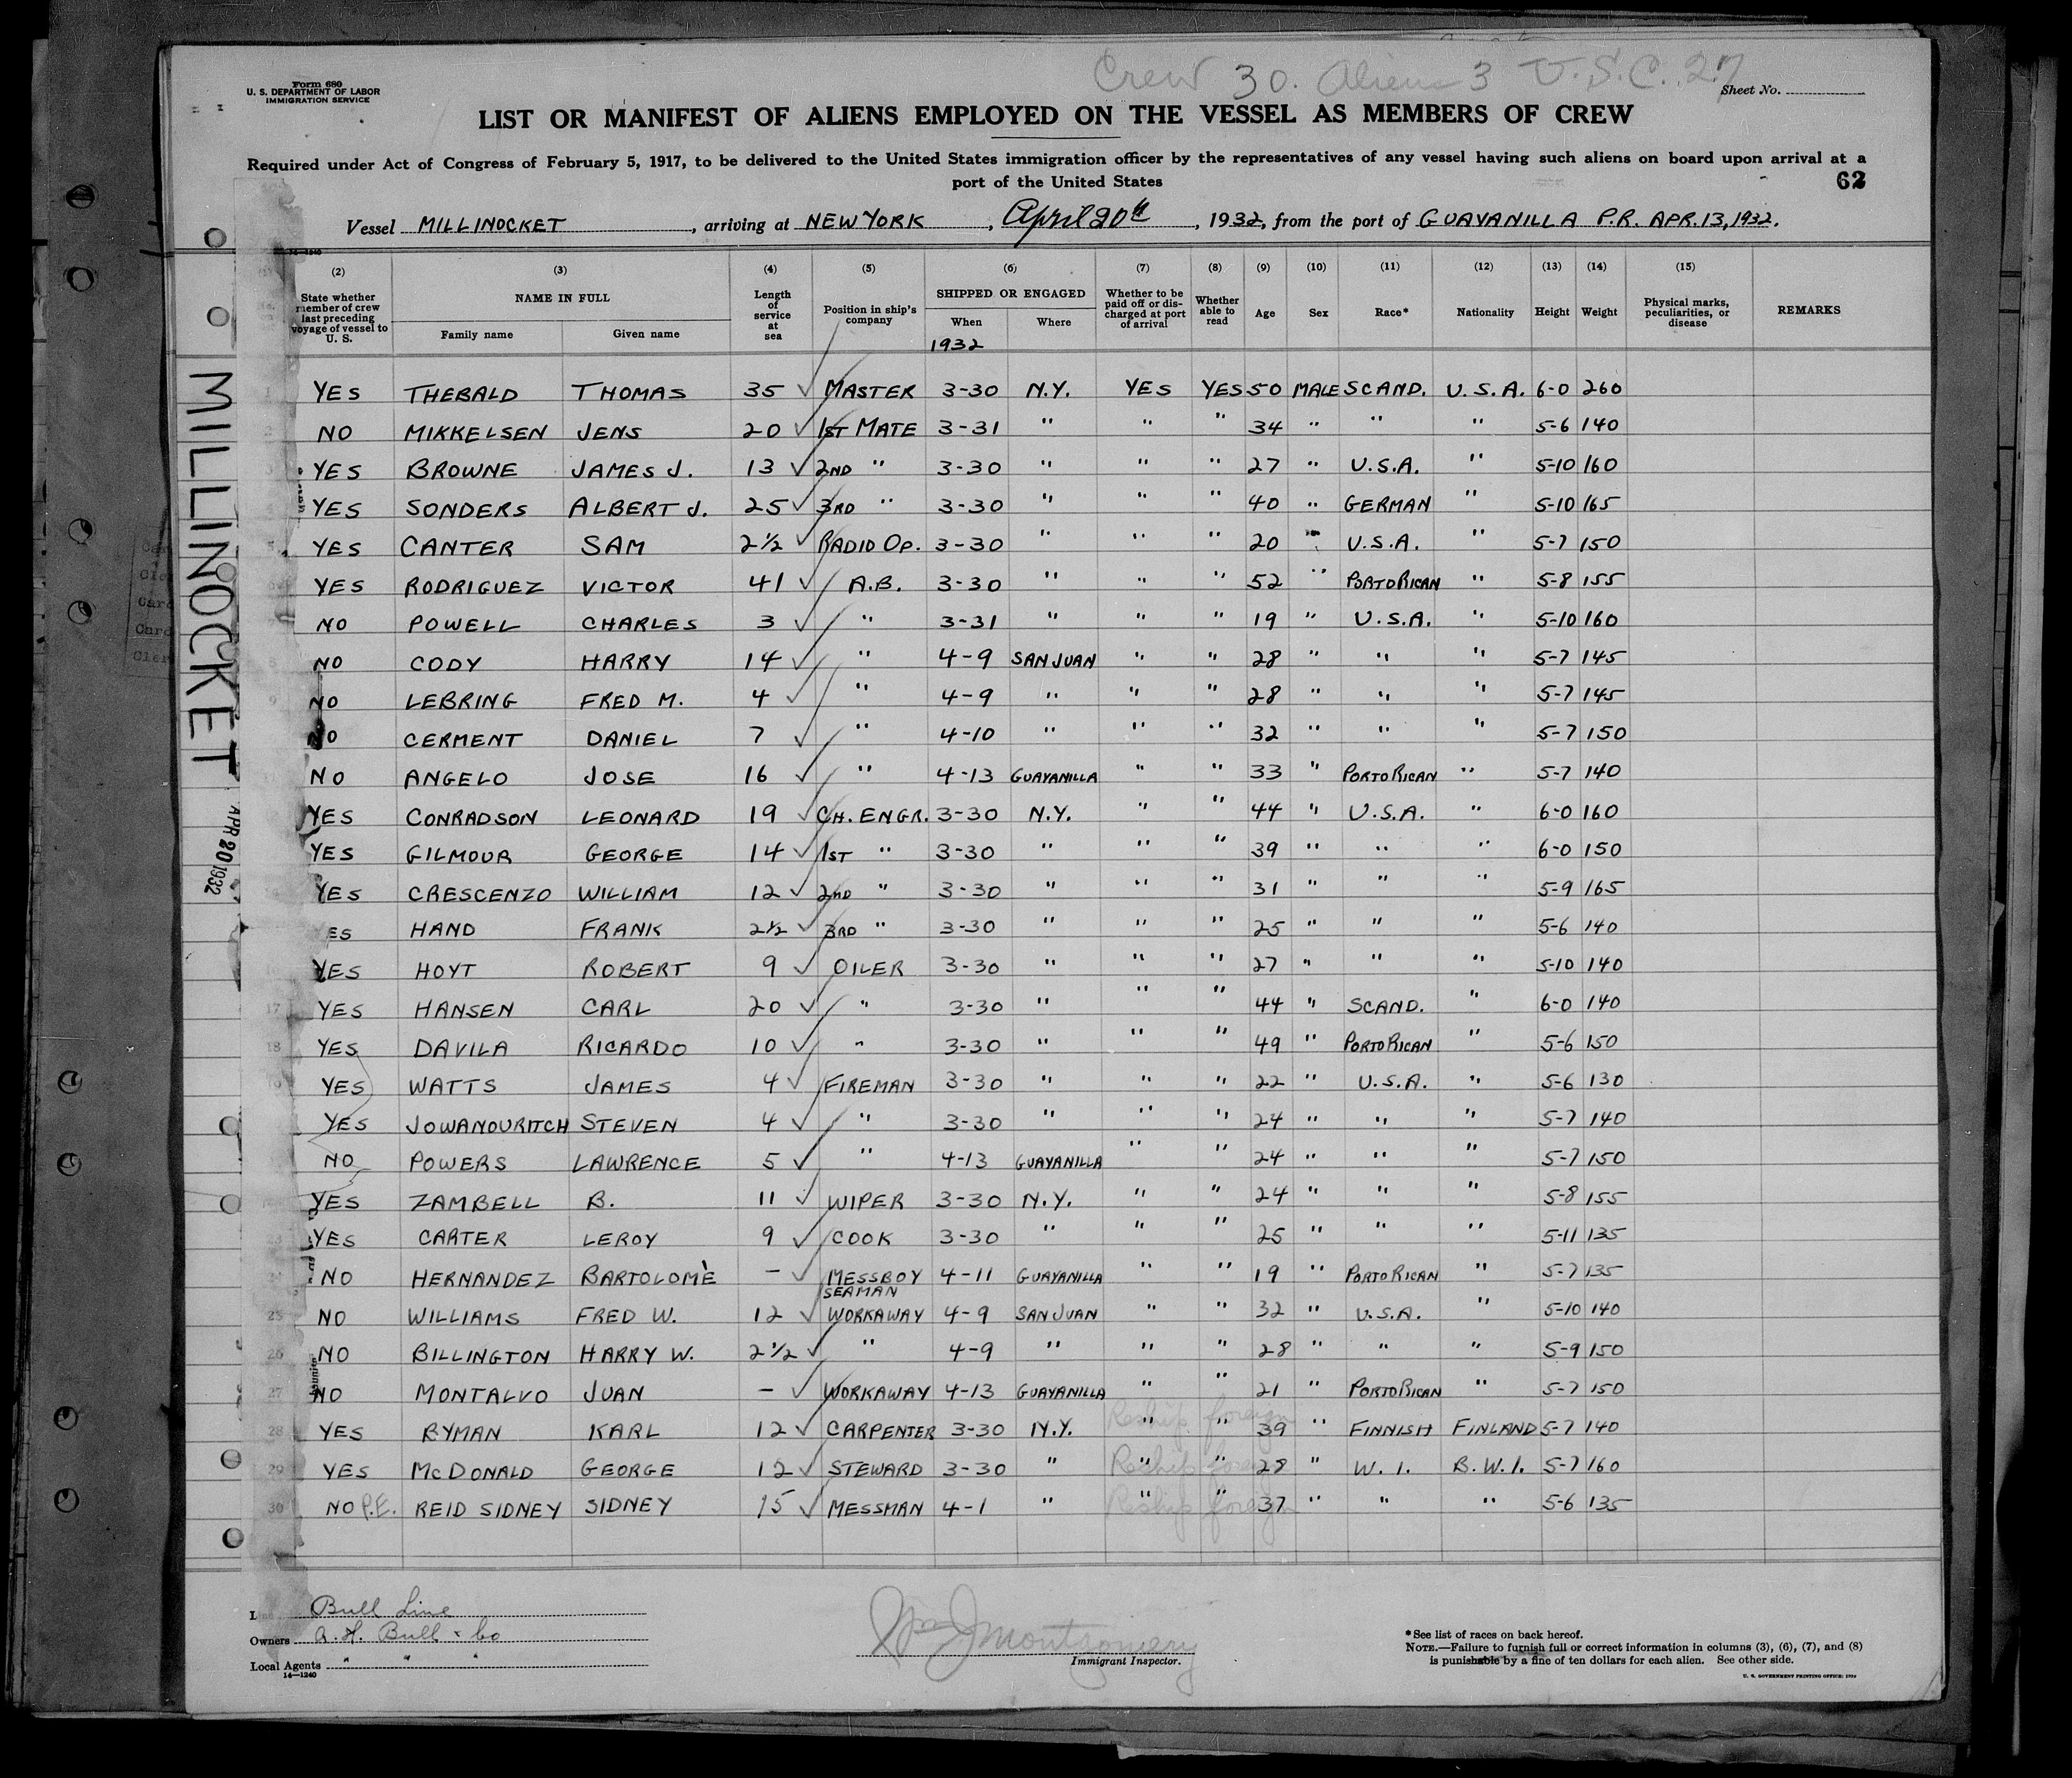 Crew 30. Aliens 3 U.S.C. 27
Form 680
U. S. DEPARTMENT OF LABOR
IMMIGRATION SERVICE
Sheet No.
LIST OR MANIFEST OF ALIENS EMPLOYED ON THE VESSEL AS MEMBERS OF CREW
Required under Act of Congress of February 5, 1917, to be delivered to the United States immigration officer by the representatives of any vessel having such aliens on board upon arrival at a
port of the United States
62
Vessel MILLINOCKET, arriving at NEW YORK, April 20th, 1932, from the port of GUAYANILLA P.R. APR. 13, 1932.
(2) (3) (4) (5) (6) (7) (8) (9) (10) (11) (12) (13) (14) (15)
State whether member of crew last preceding voyage of vessel to U. S. NAME IN FULL Family name Given name Length of service at sea Position in ship's company SHIPPED OR ENGAGED When Where Whether to be paid off or discharged at port of arrival Whether able to read Age Sex Race* Nationality Height Weight Physical marks, peculiarities, or disease REMARKS
1932
YES THEBALD THOMAS 35 ✓ MASTER 3-30 N.Y. YES YES 50 MALE SCAND. U.S.A. 6-0 260
NO MIKKELSEN JENS 20 ✓ 1ST MATE 3-31 " " " 34 " " " 5-6 140
YES BROWNE JAMES J. 13 ✓ 2ND " 3-30 " " " 27 " U.S.A. " 5-10 160
YES SONDERS ALBERT J. 25 ✓ 3RD " 3-30 " " " 40 " GERMAN " 5-10 165
YES CANTER SAM 2½ ✓ RADIO OP. 3-30 " " " 20 " U.S.A. " 5-7 150
YES RODRIGUEZ VICTOR 41 ✓ A.B. 3-30 " " " 52 " PORTO RICAN " 5-8 155
NO POWELL CHARLES 3 ✓ " 3-31 " " " 19 " U.S.A. " 5-10 160
NO CODY HARRY 14 ✓ " 4-9 SAN JUAN " " 28 " " " 5-7 145
NO LEBRING FRED M. 4 ✓ " 4-9 " " " 28 " " " 5-7 145
NO CERMENT DANIEL 7 ✓ " 4-10 " " " 32 " " " 5-7 150
NO ANGELO JOSE 16 ✓ " 4-13 GUAYANILLA " " 33 " PORTO RICAN " 5-7 140
YES CONRADSON LEONARD 19 ✓ CH. ENGR. 3-30 N.Y. " " 44 " U.S.A. " 6-0 160
YES GILMOUR GEORGE 14 ✓ 1ST " 3-30 " " " 39 " " " 6-0 150
YES CRESCENZO WILLIAM 12 ✓ 2ND " 3-30 " " " 31 " " " 5-9 165
YES HAND FRANK 2½ ✓ 3RD " 3-30 " " " 25 " " " 5-6 140
YES HOYT ROBERT 9 ✓ OILER 3-30 " " " 27 " " " 5-10 140
17 YES HANSEN CARL 20 ✓ " 3-30 " " " 44 " SCAND. " 6-0 140
18 YES DAVILA RICARDO 10 ✓ " 3-30 " " " 49 " PORTO RICAN " 5-6 150
YES WATTS JAMES 4 ✓ FIREMAN 3-30 " " " 22 " U.S.A. " 5-6 130
YES JOWANOURITCH STEVEN 4 ✓ " 3-30 " " " 24 " " " 5-7 140
NO POWERS LAWRENCE 5 ✓ " 4-13 GUAYANILLA " " 24 " " " 5-7 150
YES ZAMBELL B. 11 ✓ WIPER 3-30 N.Y. " " 24 " " " 5-8 155
YES CARTER LEROY 9 ✓ COOK 3-30 " " " 25 " " " 5-11 135
NO HERNANDEZ BARTOLOMÈ - ✓ MESSBOY 4-11 GUAYANILLA " " 19 " PORTO RICAN " 5-7 135
25 NO WILLIAMS FRED W. 12 ✓ SEAMAN WORKAWAY 4-9 SAN JUAN " " 32 " U.S.A. " 5-10 140
26 NO BILLINGTON HARRY W. 2½ ✓ " 4-9 " " " 28 " " " 5-9 150
27 NO MONTALVO JUAN - ✓ WORKAWAY 4-13 GUAYANILLA " " 21 " PORTO RICAN " 5-7 150
28 YES RYMAN KARL 12 ✓ CARPENTER 3-30 N.Y. " " Reship foreign 39 " FINNISH FINLAND 5-7 140
29 YES McDONALD GEORGE 12 ✓ STEWARD 3-30 " " " Reship foreign 28 " W. I. B.W.I. 5-7 160
30 NO P.E. REID SIDNEY SIDNEY 15 ✓ MESSMAN 4-1 " " " Reship foreign 37 " " " 5-6 135
MILLINOCKET
APR 20 1932
Bull Line
Owners A. H. Bull & Co
Local Agents " " "
14—1240
Wm J Montgomery
Immigrant Inspector.
*See list of races on back hereof.
NOTE.—Failure to furnish full or correct information in columns (3), (6), (7), and (8)
is punishable by a fine of ten dollars for each alien. See other side.
U. S. GOVERNMENT PRINTING OFFICE